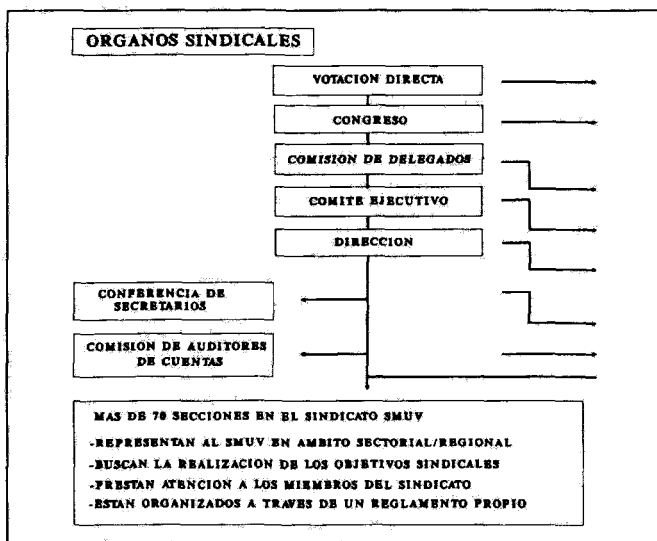 ORGANOS SINDICALES
VOTACION DIRECTA
CONGRESO
COMISION DE DELEGADOS
COMITE EJECUTIVO
DIRECCION
CONFERENCIA DE
SECRETARIOS
COMISION DE AUDITORES
DE CUENTAS
MAS DE 70 SECCIONES EN EL SINDICATO SMUV
-REPRESENTAN AL SMUV EN AMBITO SECTORIAL/REGIONAL
-BUSCAN LA REALIZACION DE LOS OBJETIVOS SINDICALES
-PRESTAN ATENCION A LOS MIEMBROS DEL SINDICATO
-ESTAN ORGANIZADOS A TRAVES DE UN REGLAMENTO PROPIO